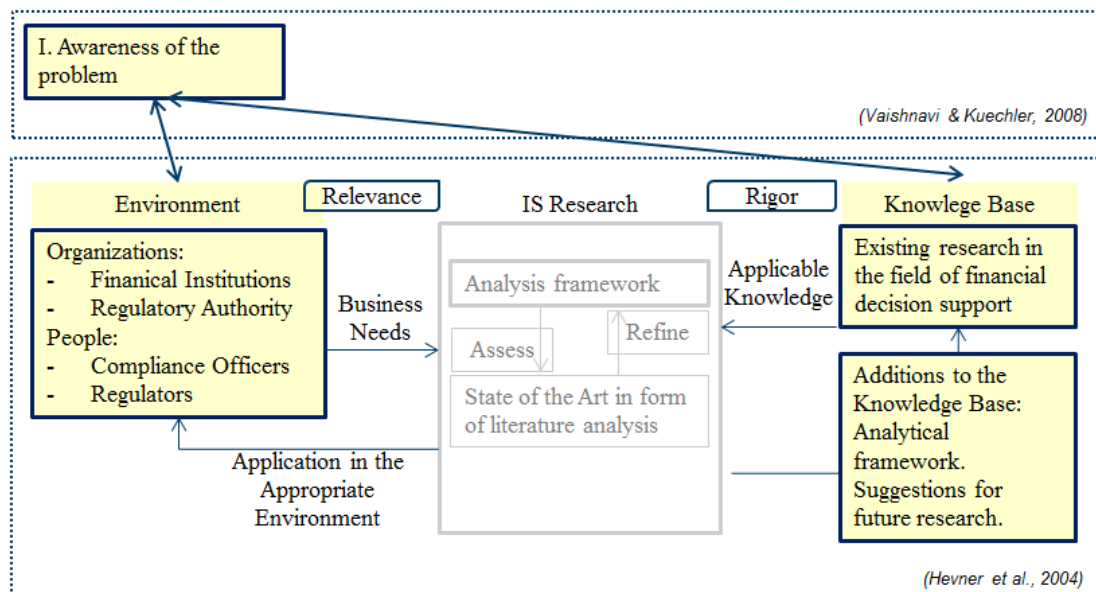 I. Awareness of the
problem
(Vaishnavi & Kuechler, 2008)
Environment
Relevance
IS Research
Rigor
Knowlege Base
Organizations:
- Finanical Institutions
- Regulatory Authority
People:
- Compliance Officers
- Regulators
Business
Needs
Application in the
Appropriate
Environment
Analysis framework
Assess
Refine
State of the Art in form
of literature analysis
Applicable
Knowledge
Existing research in
the field of financial
decision support
Additions to the
Knowledge Base:
Analytical
framework.
Suggestions for
future research.
(Hevner et al., 2004)